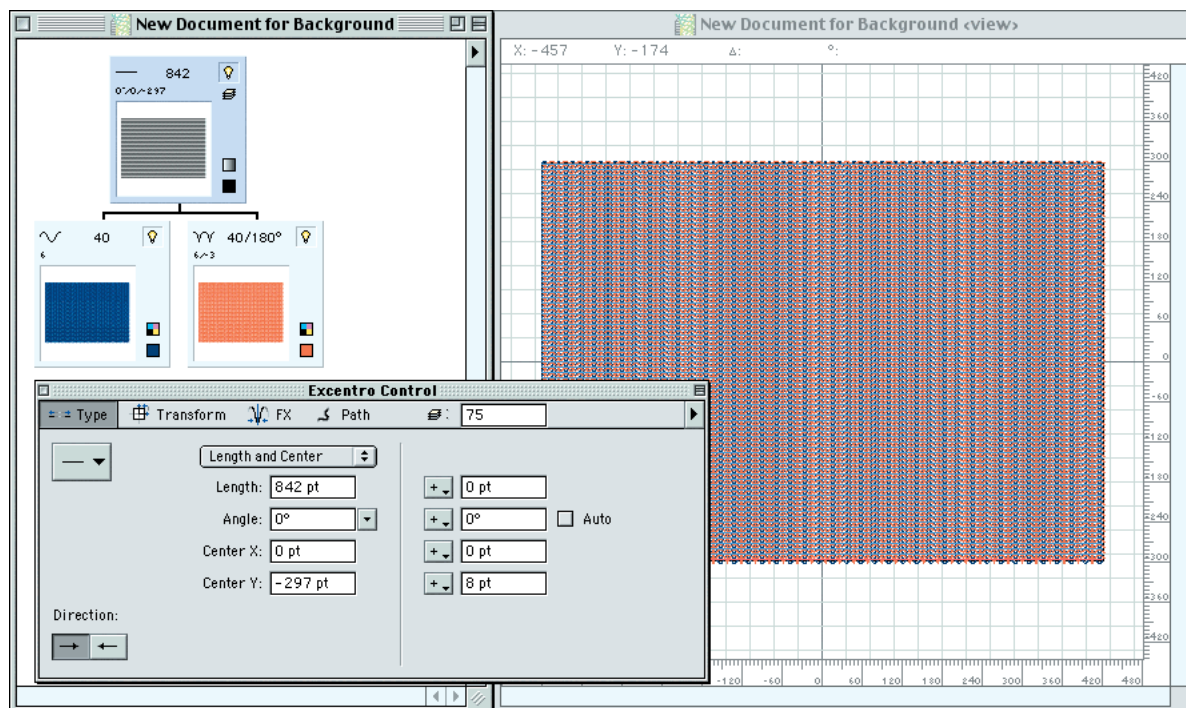 New Document for Background
842
0°/0/-297
40
6
40/180°
6/-3
New Document for Background <view>
X: -457 Y: -174 Δ: °:
420
360
300
240
180
120
60
0
-60
-120
-180
-240
-300
-360
-420
-120 -60 0 60 120 180 240 300 360 420 480
Excentro Control
Type Transform FX Path : 75
Length and Center
Length: 842 pt + 0 pt
Angle: 0° + 0° Auto
Center X: 0 pt + 0 pt
Center Y: -297 pt + 8 pt
Direction: